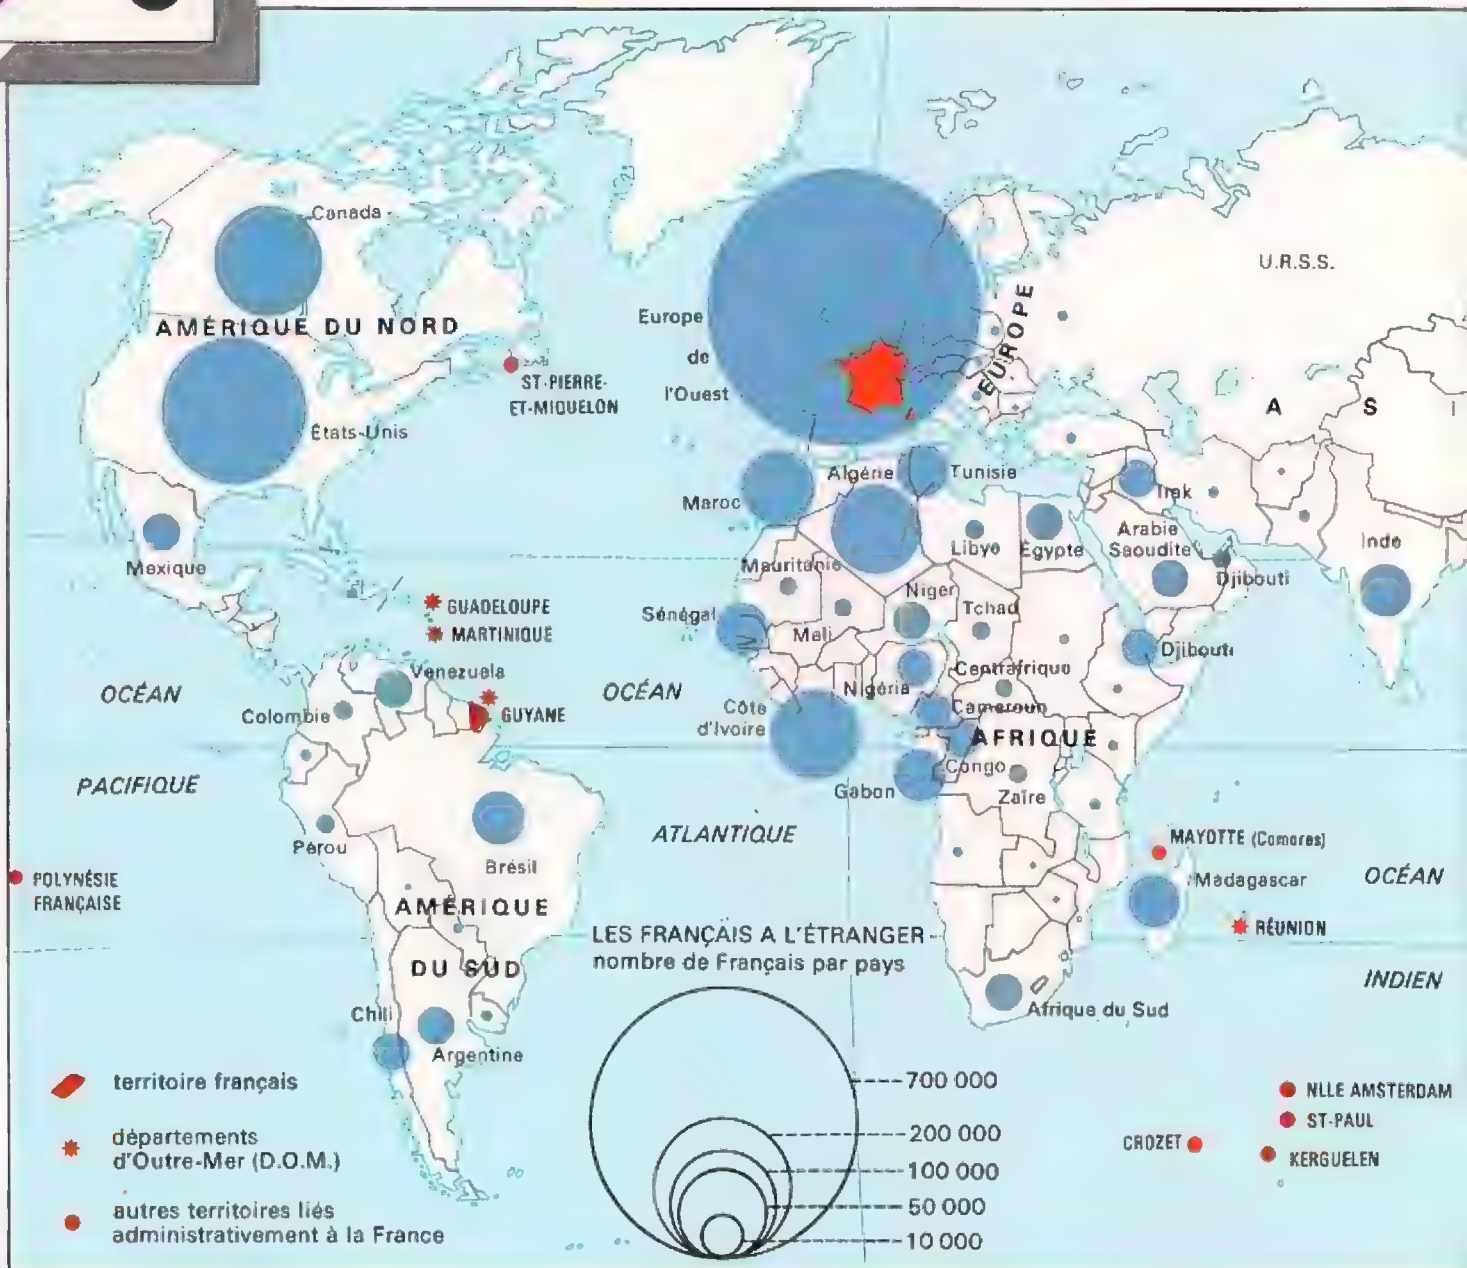 Canada
AMÉRIQUE DU NORD
ST-PIERRE-
ET-MIQUELON
États-Unis
Mexique
GUADELOUPE
MARTINIQUE
Venezuela
Colombie
GUYANE
OCÉAN
PACIFIQUE
Pérou
Brésil
POLYNÉSIE
FRANÇAISE
AMÉRIQUE
DU SUD
Chili
Argentine
Europe
de
l'Ouest
EUROPE
U.R.S.S.
A S I
Maroc
Algérie
Tunisie
Irak
Libye
Égypte
Arabie
Saoudite
Djibouti
Inde
Mauritanie
Niger
Tchad
Sénégal
Mali
Djibouti
Nigéria
Centrafrique
Côte
d'Ivoire
Cameroun
AFRIQUE
Congo
Gabon
Zaïre
OCÉAN
ATLANTIQUE
MAYOTTE (Comores)
Madagascar
RÉUNION
OCÉAN
INDIEN
Afrique du Sud
LES FRANÇAIS A L'ÉTRANGER
nombre de Français par pays
700 000
200 000
100 000
50 000
10 000
territoire français
départements
d'Outre-Mer (D.O.M.)
autres territoires liés
administrativement à la France
NLLE AMSTERDAM
ST-PAUL
CROZET
KERGUELEN